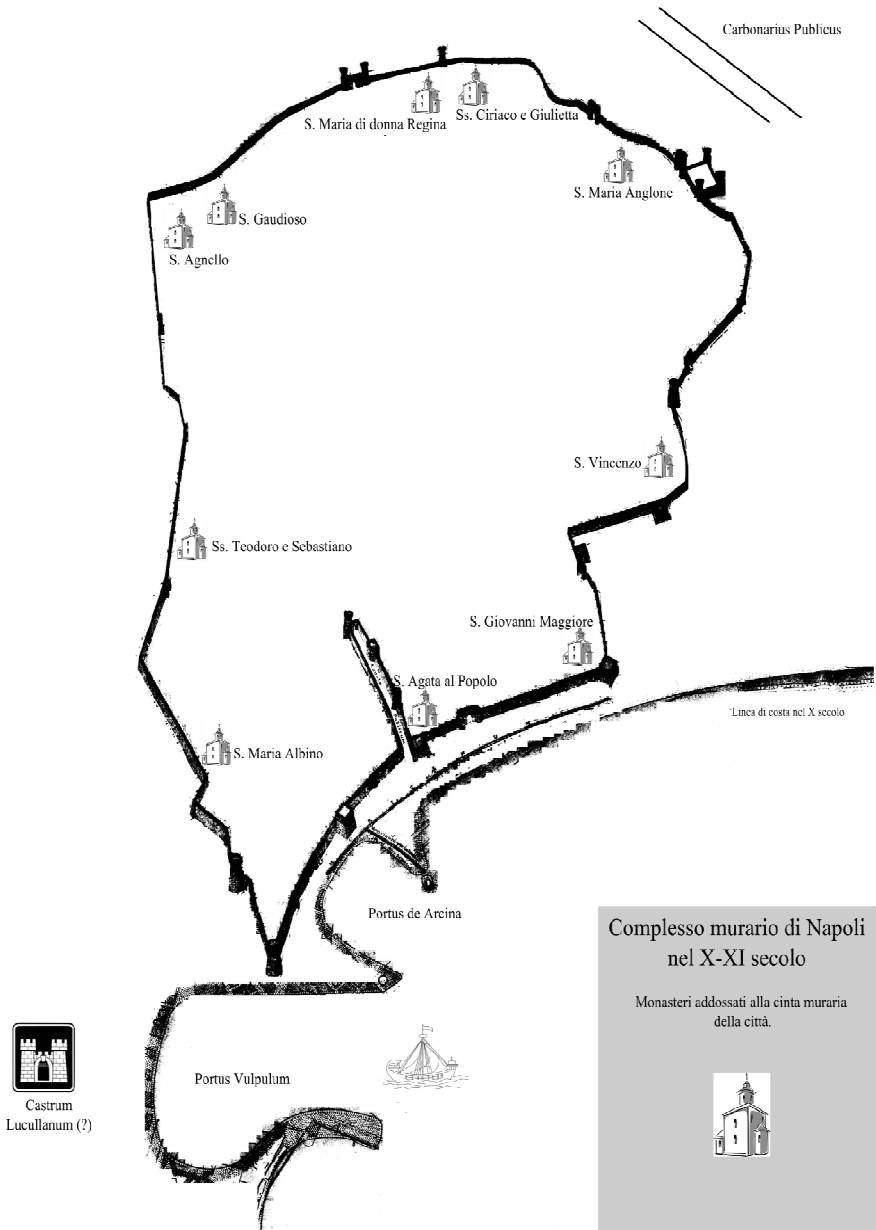 Carbonarius Publicus
S. Maria di donna Regina
Ss. Ciriaco e Giulietta
S. Maria Anglone
S. Gaudioso
S. Agnello
S. Vincenzo
Ss. Teodoro e Sebastiano
S. Giovanni Maggiore
S. Agata al Popolo
Linea di costa nel X secolo
S. Maria Albino
Portus de Arcina
Complesso murario di Napoli
nel X-XI secolo
Monasteri addossati alla cinta muraria
della città.
Portus Vulpulum
Castrum
Lucullanum (?)